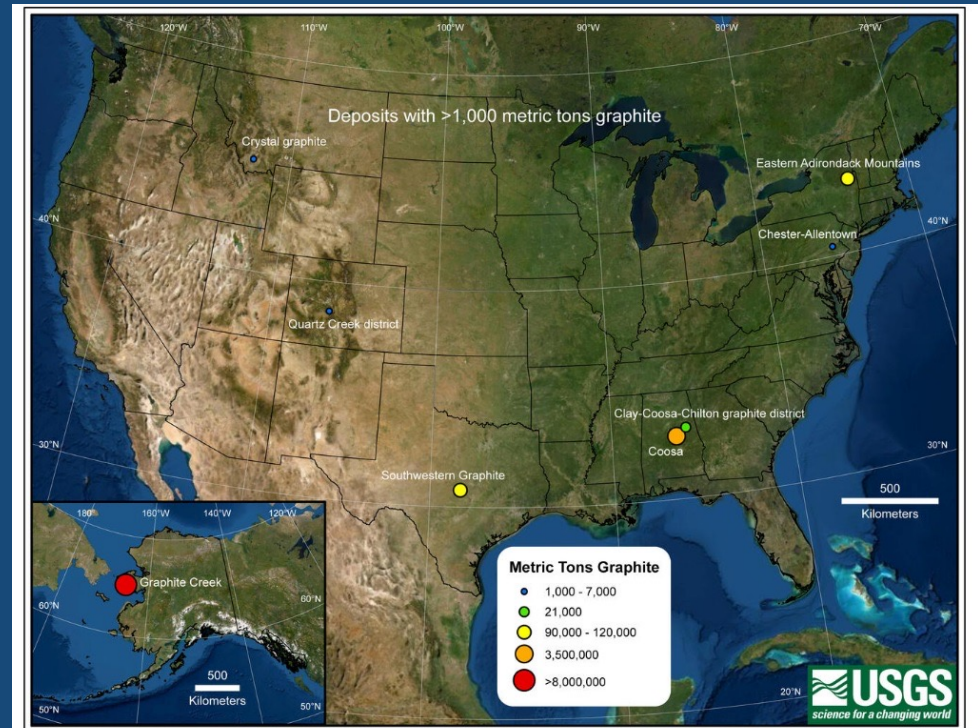 120°W
110°W
100°W
90°W
80°W
70°W
Deposits with >1,000 metric tons graphite
Crystal graphite
Eastern Adirondack Mountains
40°N
Chester-Allentown
40°N
Quartz Creek district
Clay-Coosa-Chilton graphite district
Coosa
30°N
30°N
Southwestern Graphite
500
Kilometers
180°
160°W
140°W
120°W
Graphite Creek
60°N
60°N
50°N
50°N
500
Kilometers
Metric Tons Graphite
1,000 - 7,000
21,000
90,000 - 120,000
3,500,000
>8,000,000
20°N
USGS
science for a changing world